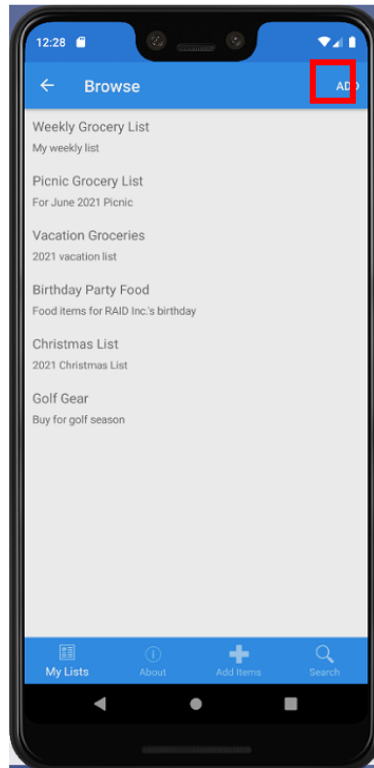 12:28
Browse
ADD
Weekly Grocery List
My weekly list
Picnic Grocery List
For June 2021 Picnic
Vacation Groceries
2021 vacation list
Birthday Party Food
Food items for RAID Inc.'s birthday
Christmas List
2021 Christmas List
Golf Gear
Buy for golf season
My Lists
About
Add Items
Search